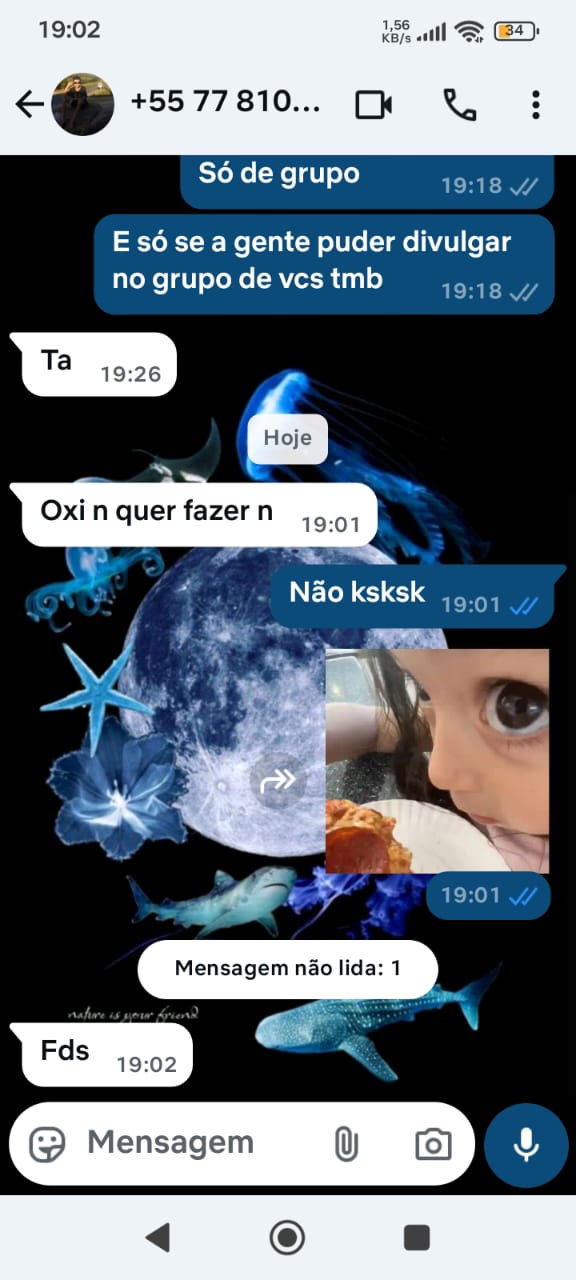 19:02
1,56
KB/s
34
+55 77 810...
Só de grupo
19:18
E só se a gente puder divulgar
no grupo de vcs tmb
19:18
Ta
19:26
Hoje
Oxi n quer fazer n
19:01
Não ksksk
19:01
19:01
Mensagem não lida: 1
nature is your friend
Fds
19:02
Mensagem